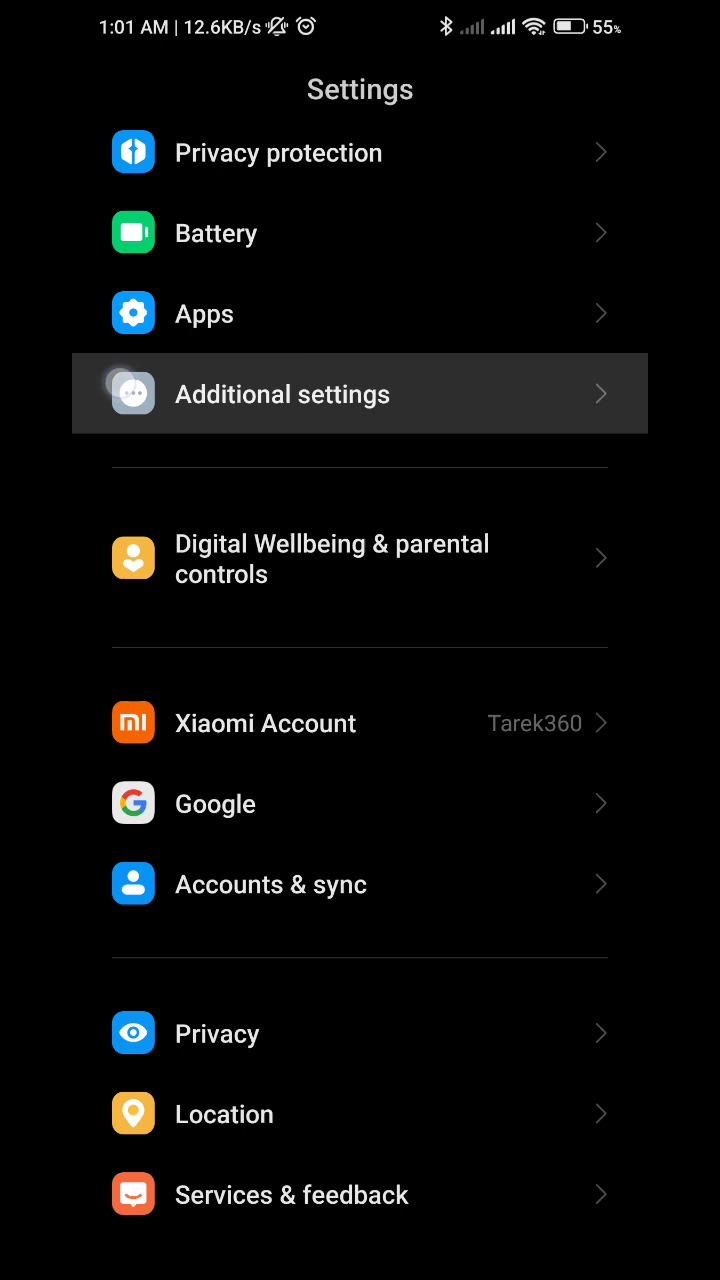 1:01 AM | 12.6KB/s 55%
Settings
Privacy protection
Battery
Apps
Additional settings
Digital Wellbeing & parental
controls
Xiaomi Account Tarek360
Google
Accounts & sync
Privacy
Location
Services & feedback